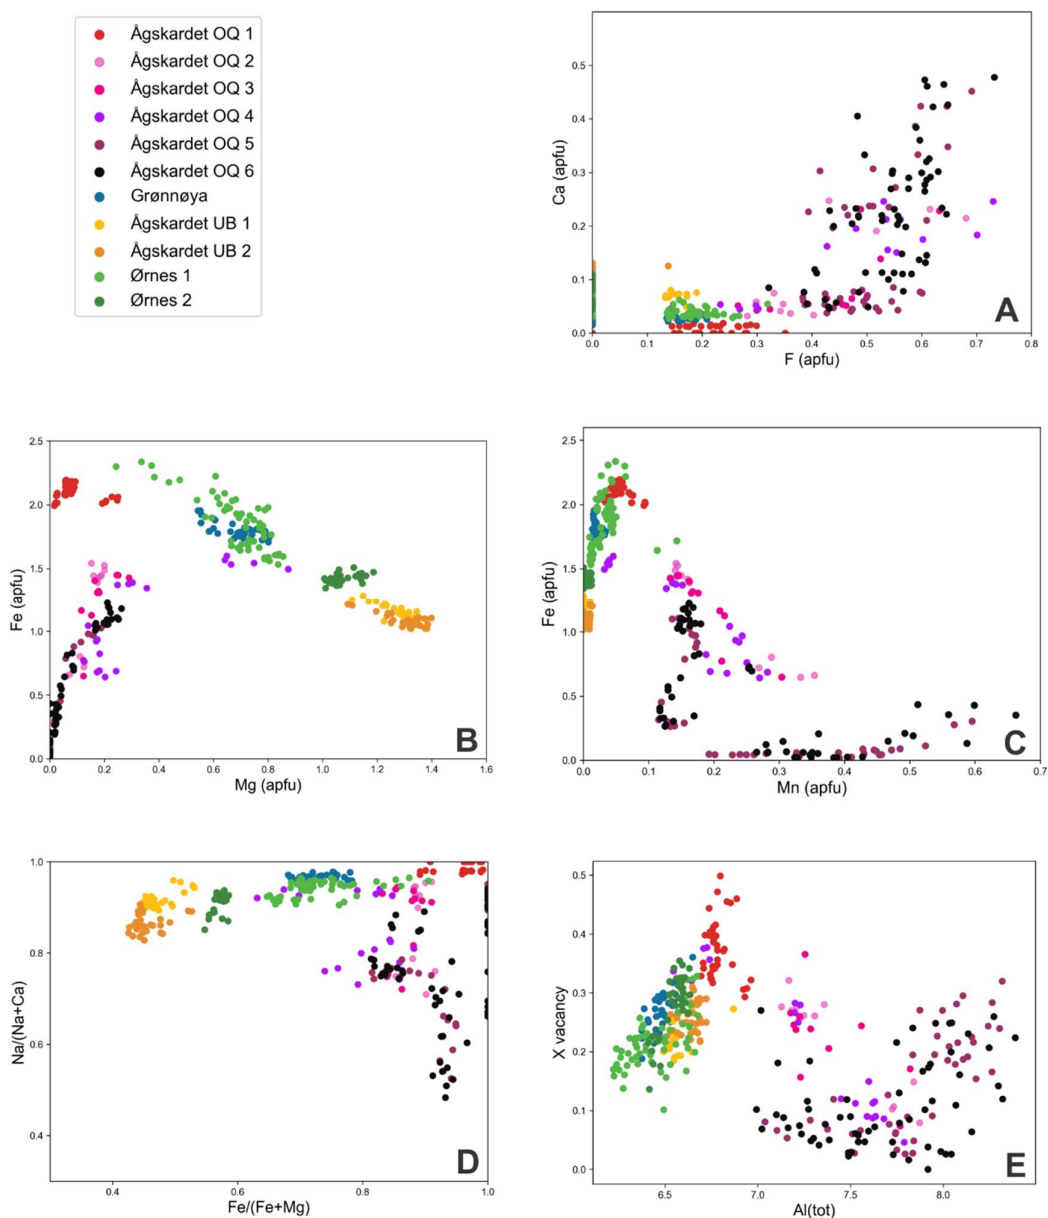 Ågskardet OQ 1
Ågskardet OQ 2
Ågskardet OQ 3
Ågskardet OQ 4
Ågskardet OQ 5
Ågskardet OQ 6
Grønnøya
Ågskardet UB 1
Ågskardet UB 2
Ørnes 1
Ørnes 2
Ca (apfu)
0.5
0.4
0.3
0.2
0.1
0.0
0.0 0.1 0.2 0.3 0.4 0.5 0.6 0.7 0.8
F (apfu)
A
Fe (apfu)
2.5
2.0
1.5
1.0
0.5
0.0
0.0 0.2 0.4 0.6 0.8 1.0 1.2 1.4 1.6
Mg (apfu)
B
Fe (apfu)
2.5
2.0
1.5
1.0
0.5
0.0
0.0 0.1 0.2 0.3 0.4 0.5 0.6 0.7
Mn (apfu)
C
Na/(Na+Ca)
1.0
0.8
0.6
0.4
0.4 0.6 0.8 1.0
Fe/(Fe+Mg)
D
X vacancy
0.5
0.4
0.3
0.2
0.1
0.0
6.5 7.0 7.5 8.0
Al(tot)
E